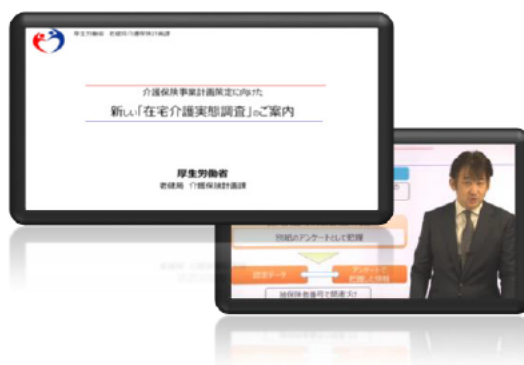 厚生労働省 老健局介護保険計画課
介護保険事業計画策定に向けた
新しい「在宅介護実態調査」のご案内
厚生労働省
老健局 介護保険計画課
別紙のアンケートとして把握
認定データ
アンケートで
把握した情報
被保険者番号で関連づけ